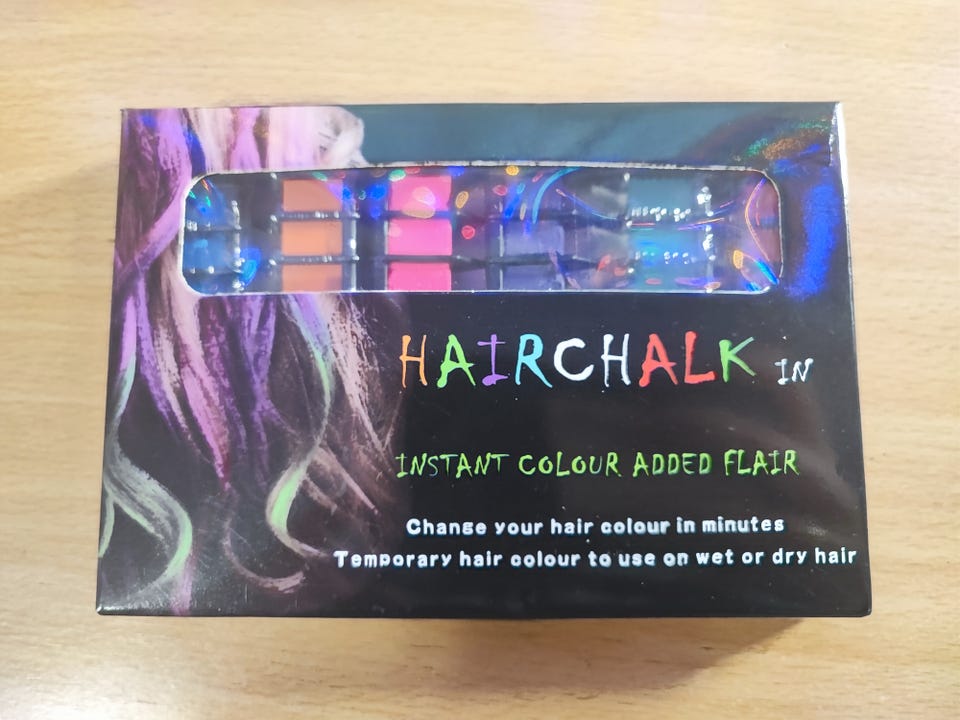 HAIRCHALK IN
INSTANT COLOUR ADDED FLAIR
Change your hair colour in minutes
Temporary hair colour to use on wet or dry hair